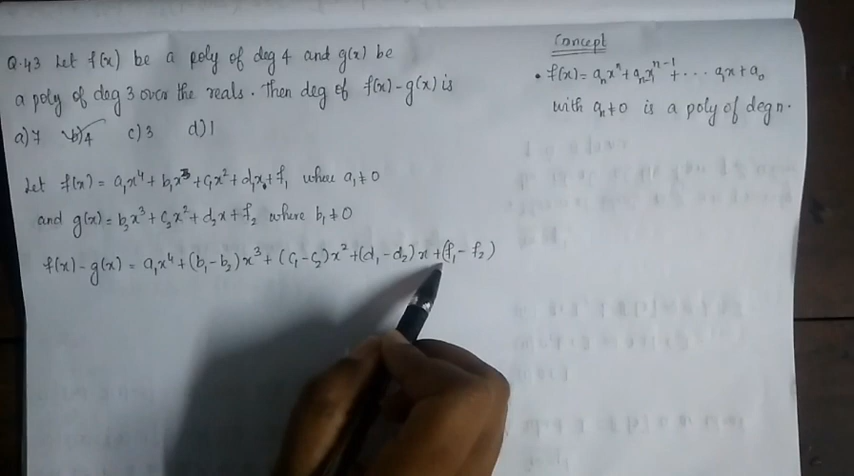 Q.43 Let f(x) be a poly of deg 4 and g(x) be
a poly of deg 3 over the reals. Then deg of f(x)-g(x) is
a) 7 b) 4 c) 3 d) 1
Let f(x) = a₁x⁴ + b₁x³ + c₁x² + d₁x + f₁ where a₁ ≠ 0
and g(x) = b₂x³ + c₂x² + d₂x + f₂ where b₁ ≠ 0
f(x) - g(x) = a₁x⁴ + (b₁ - b₂)x³ + (c₁ - c₂)x² + (d₁ - d₂)x + (f₁ - f₂)
Concept
• f(x) = aₙxⁿ + aₙ₋₁xⁿ⁻¹ + ... a₁x + a₀
with aₙ ≠ 0 is a poly of deg n.